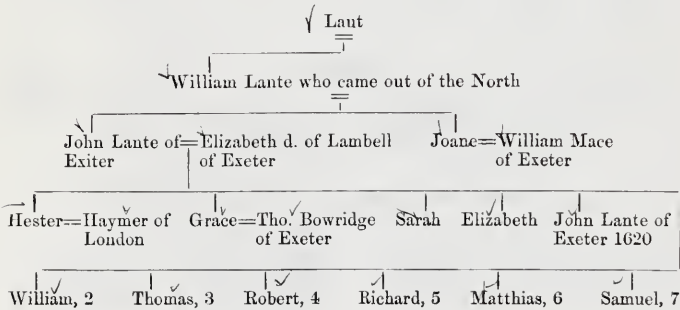 Laut
William Lante who came out of the North
John Lante of=Elizabeth d. of Lambell Joane=William Mace
Exiter of Exeter of Exeter
Hester=Haymer of Grace=Tho. Bowridge Sarah Elizabeth John Lante of
London of Exeter Exeter 1620
William, 2 Thomas, 3 Robert, 4 Richard, 5 Matthias, 6 Samuel, 7